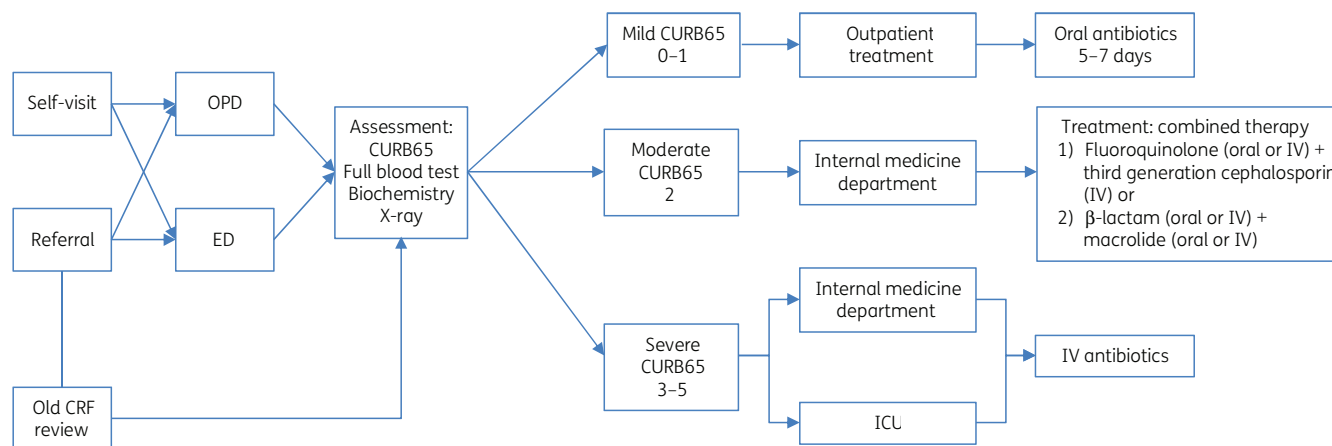 Self-visit
Referral
Old CRF
review
OPD
ED
Assessment:
CURB65
Full blood test
Biochemistry
X-ray
Mild CURB65
0–1
Outpatient
treatment
Oral antibiotics
5–7 days
Moderate
CURB65
2
Internal medicine
department
Treatment: combined therapy
1) Fluoroquinolone (oral or IV) +
third generation cephalosporin
(IV) or
2) β-lactam (oral or IV) +
macrolide (oral or IV)
Severe
CURB65
3–5
Internal medicine
department
ICU
IV antibiotics